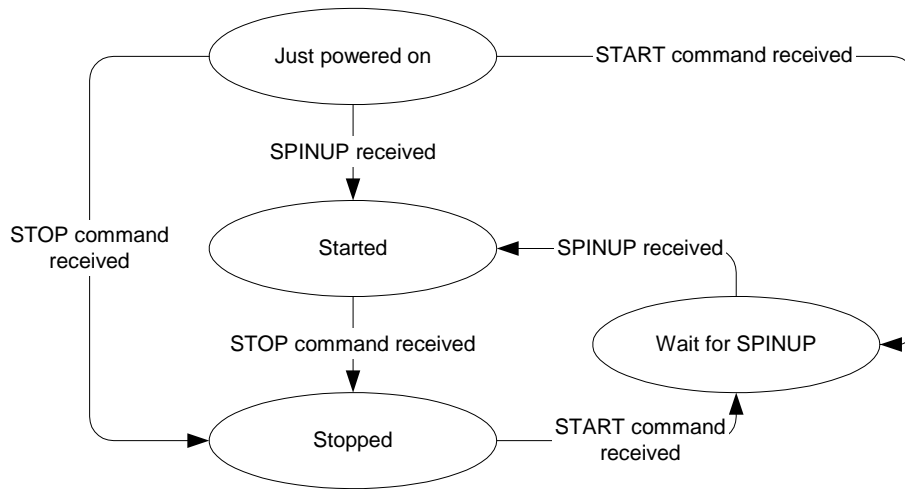 Just powered on
START command received
SPINUP received
STOP command
received
Started
SPINUP received
STOP command received
Wait for SPINUP
Stopped
START command
received